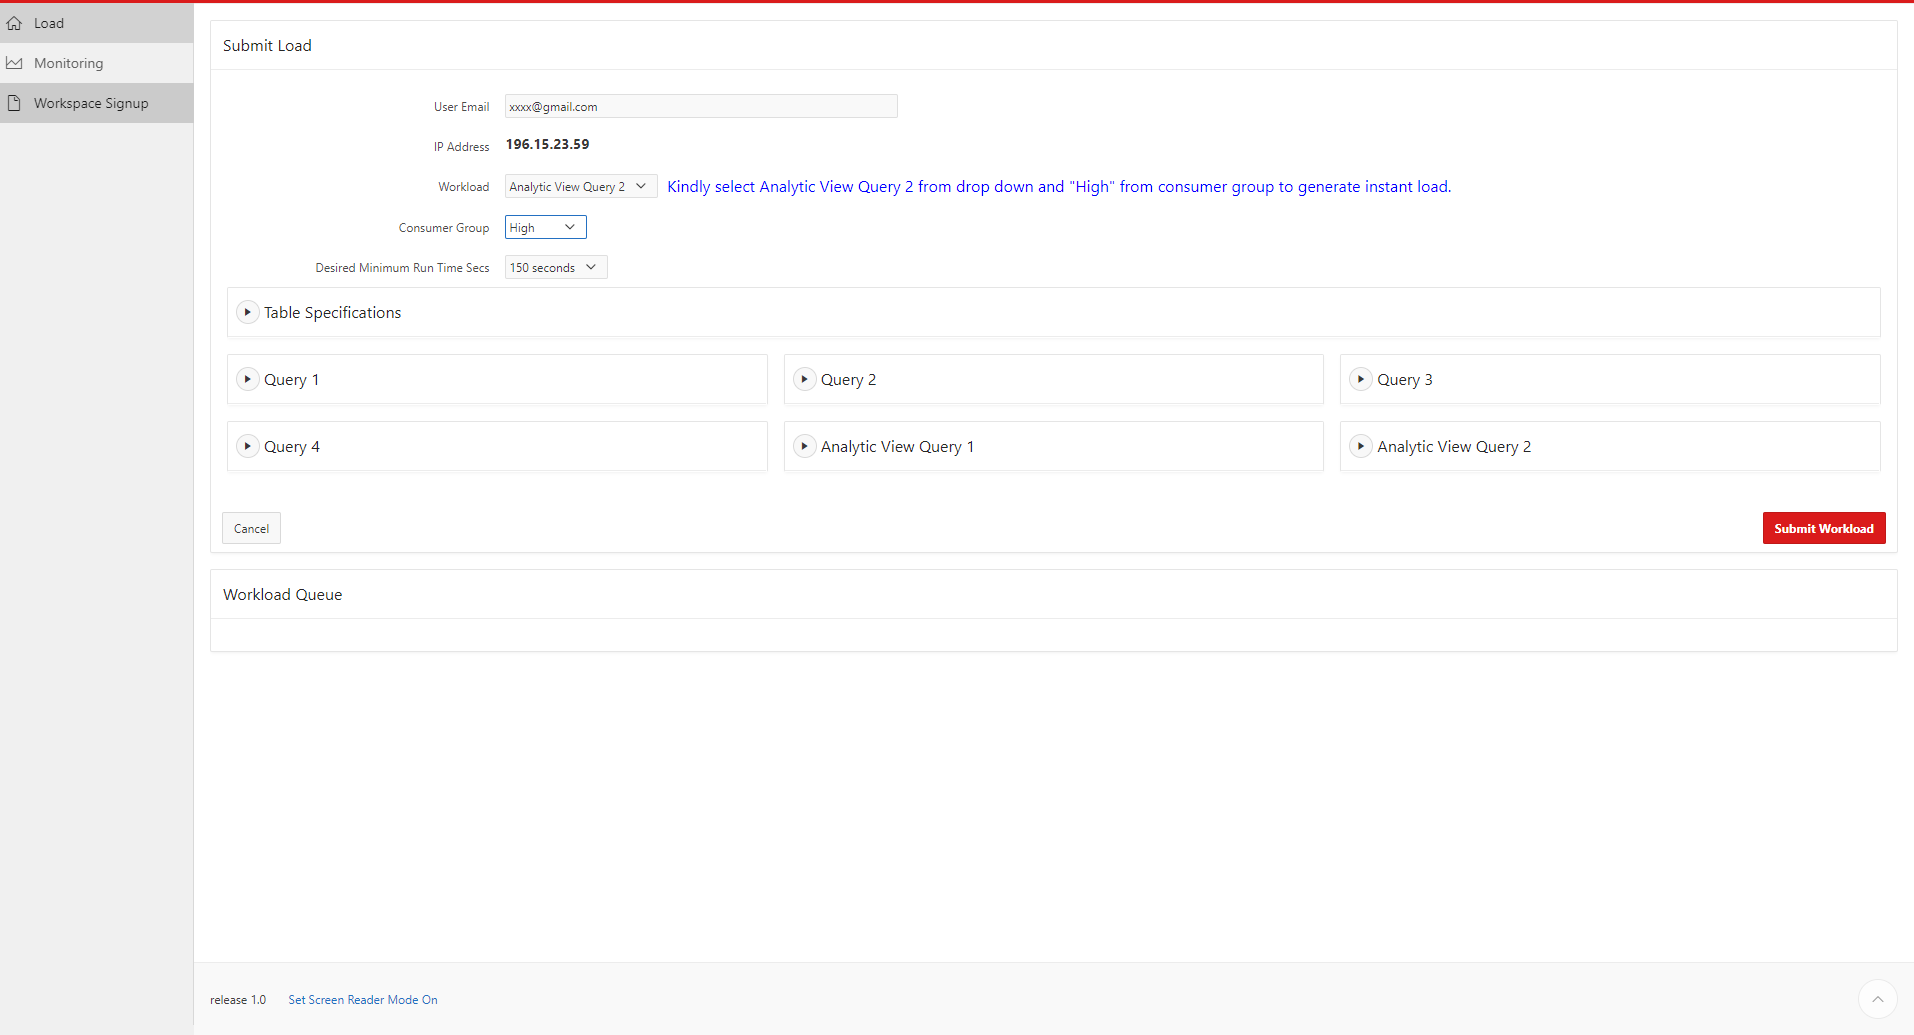 Load
Monitoring
Workspace Signup
Submit Load
User Email xxxx@gmail.com
IP Address 196.15.23.59
Workload Analytic View Query 2 Kindly select Analytic View Query 2 from drop down and "High" from consumer group to generate instant load.
Consumer Group High
Desired Minimum Run Time Secs 150 seconds
Table Specifications
Query 1 Query 2 Query 3
Query 4 Analytic View Query 1 Analytic View Query 2
Cancel Submit Workload
Workload Queue
release 1.0 Set Screen Reader Mode On